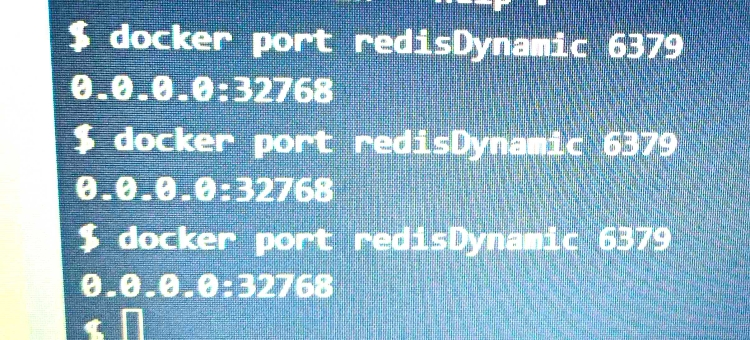 $ docker port redisDynamic 6379
0.0.0.0:32768
$ docker port redisDynamic 6379
0.0.0.0:32768
$ docker port redisDynamic 6379
0.0.0.0:32768
$